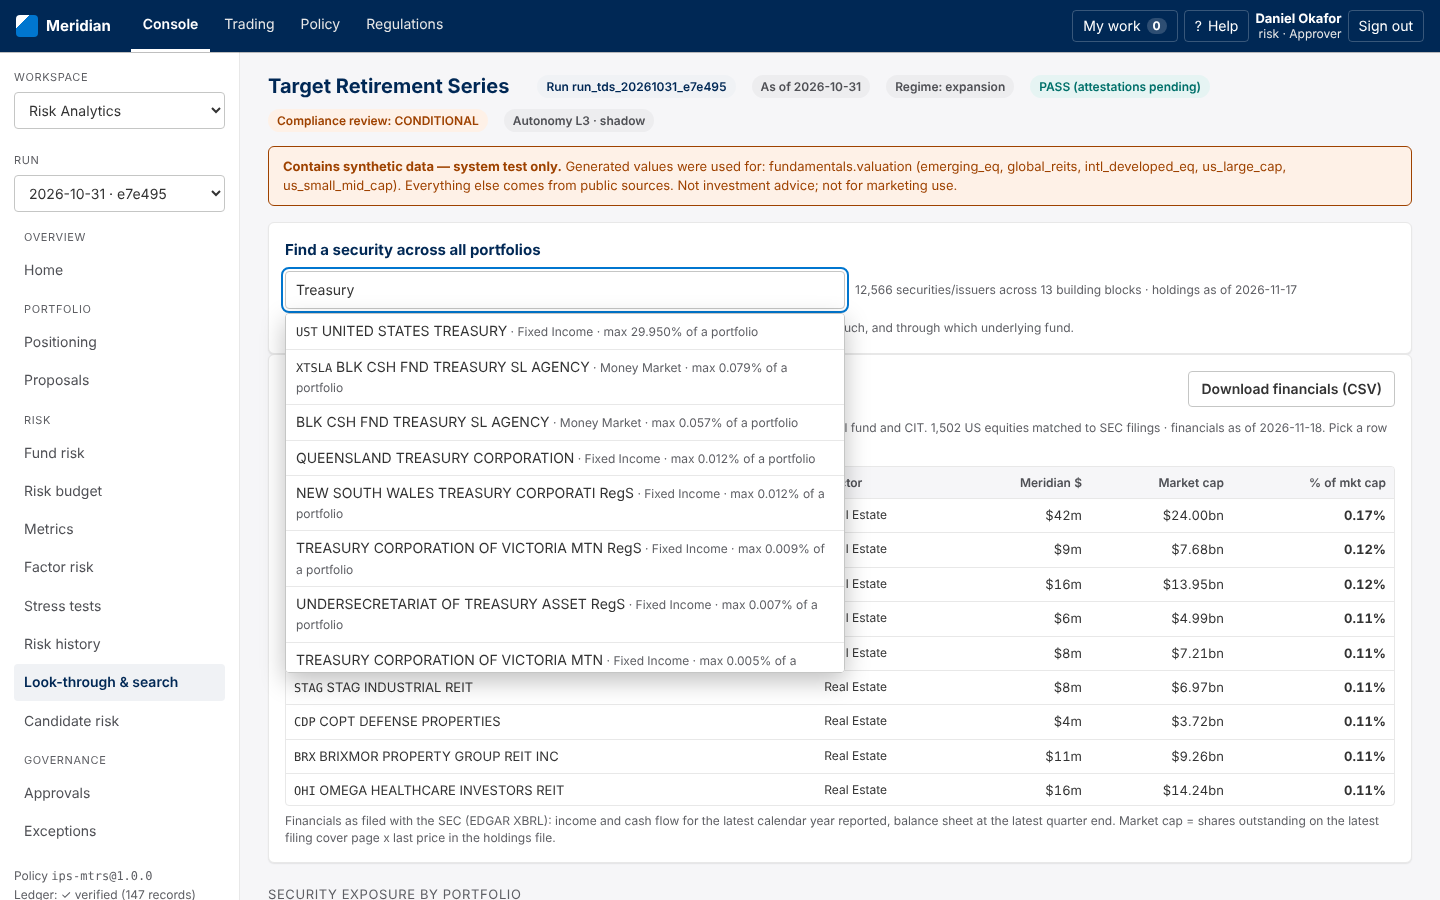 Meridian
Console
Trading
Policy
Regulations
My work 0
? Help
Daniel Okafor
risk · Approver
Sign out
WORKSPACE
Risk Analytics
RUN
2026-10-31 · e7e495
OVERVIEW
Home
PORTFOLIO
Positioning
Proposals
RISK
Fund risk
Risk budget
Metrics
Factor risk
Stress tests
Risk history
Look-through & search
Candidate risk
GOVERNANCE
Approvals
Exceptions
Policy ips-mtrs@1.0.0
Ledger: ✓ verified (147 records)
Target Retirement Series
Run run_tds_20261031_e7e495
As of 2026-10-31
Regime: expansion
PASS (attestations pending)
Compliance review: CONDITIONAL
Autonomy L3 · shadow
Contains synthetic data — system test only. Generated values were used for: fundamentals.valuation (emerging_eq, global_reits, intl_developed_eq, us_large_cap,
us_small_mid_cap). Everything else comes from public sources. Not investment advice; not for marketing use.
Find a security across all portfolios
Treasury
12,566 securities/issuers across 13 building blocks · holdings as of 2026-11-17
uch, and through which underlying fund.
UST UNITED STATES TREASURY · Fixed Income · max 29.950% of a portfolio
XTSLA BLK CSH FND TREASURY SL AGENCY · Money Market · max 0.079% of a
portfolio
BLK CSH FND TREASURY SL AGENCY · Money Market · max 0.057% of a portfolio
QUEENSLAND TREASURY CORPORATION · Fixed Income · max 0.012% of a portfolio
NEW SOUTH WALES TREASURY CORPORATI RegS · Fixed Income · max 0.012% of a
portfolio
TREASURY CORPORATION OF VICTORIA MTN RegS · Fixed Income · max 0.009% of
a portfolio
UNDERSECRETARIAT OF TREASURY ASSET RegS · Fixed Income · max 0.007% of a
portfolio
TREASURY CORPORATION OF VICTORIA MTN · Fixed Income · max 0.005% of a
Download financials (CSV)
fund and CIT. 1,502 US equities matched to SEC filings · financials as of 2026-11-18. Pick a row
tor Meridian $ Market cap % of mkt cap
l Estate $42m $24.00bn 0.17%
l Estate $9m $7.68bn 0.12%
l Estate $16m $13.95bn 0.12%
l Estate $6m $4.99bn 0.11%
l Estate $8m $7.21bn 0.11%
STAG STAG INDUSTRIAL REIT Real Estate $8m $6.97bn 0.11%
CDP COPT DEFENSE PROPERTIES Real Estate $4m $3.72bn 0.11%
BRX BRIXMOR PROPERTY GROUP REIT INC Real Estate $11m $9.26bn 0.11%
OHI OMEGA HEALTHCARE INVESTORS REIT Real Estate $16m $14.24bn 0.11%
Financials as filed with the SEC (EDGAR XBRL): income and cash flow for the latest calendar year reported, balance sheet at the latest quarter end. Market cap = shares outstanding on the latest
filing cover page x last price in the holdings file.
SECURITY EXPOSURE BY PORTFOLIO